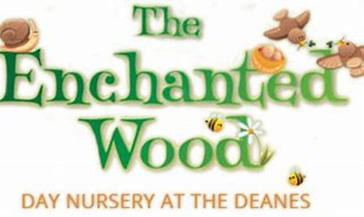 The
Enchanted
Wood
DAY NURSERY AT THE DEANES